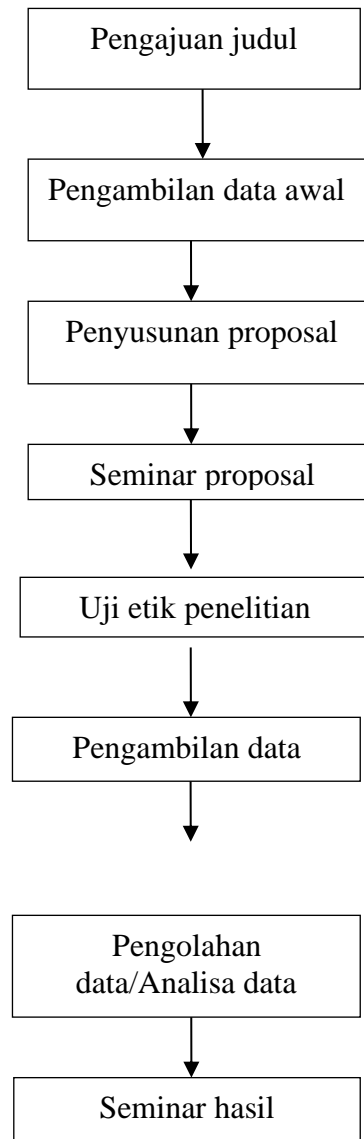 Pengajuan judul
Pengambilan data awal
Penyusunan proposal
Seminar proposal
Uji etik penelitian
Pengambilan data
Pengolahan
data/Analisa data
Seminar hasil